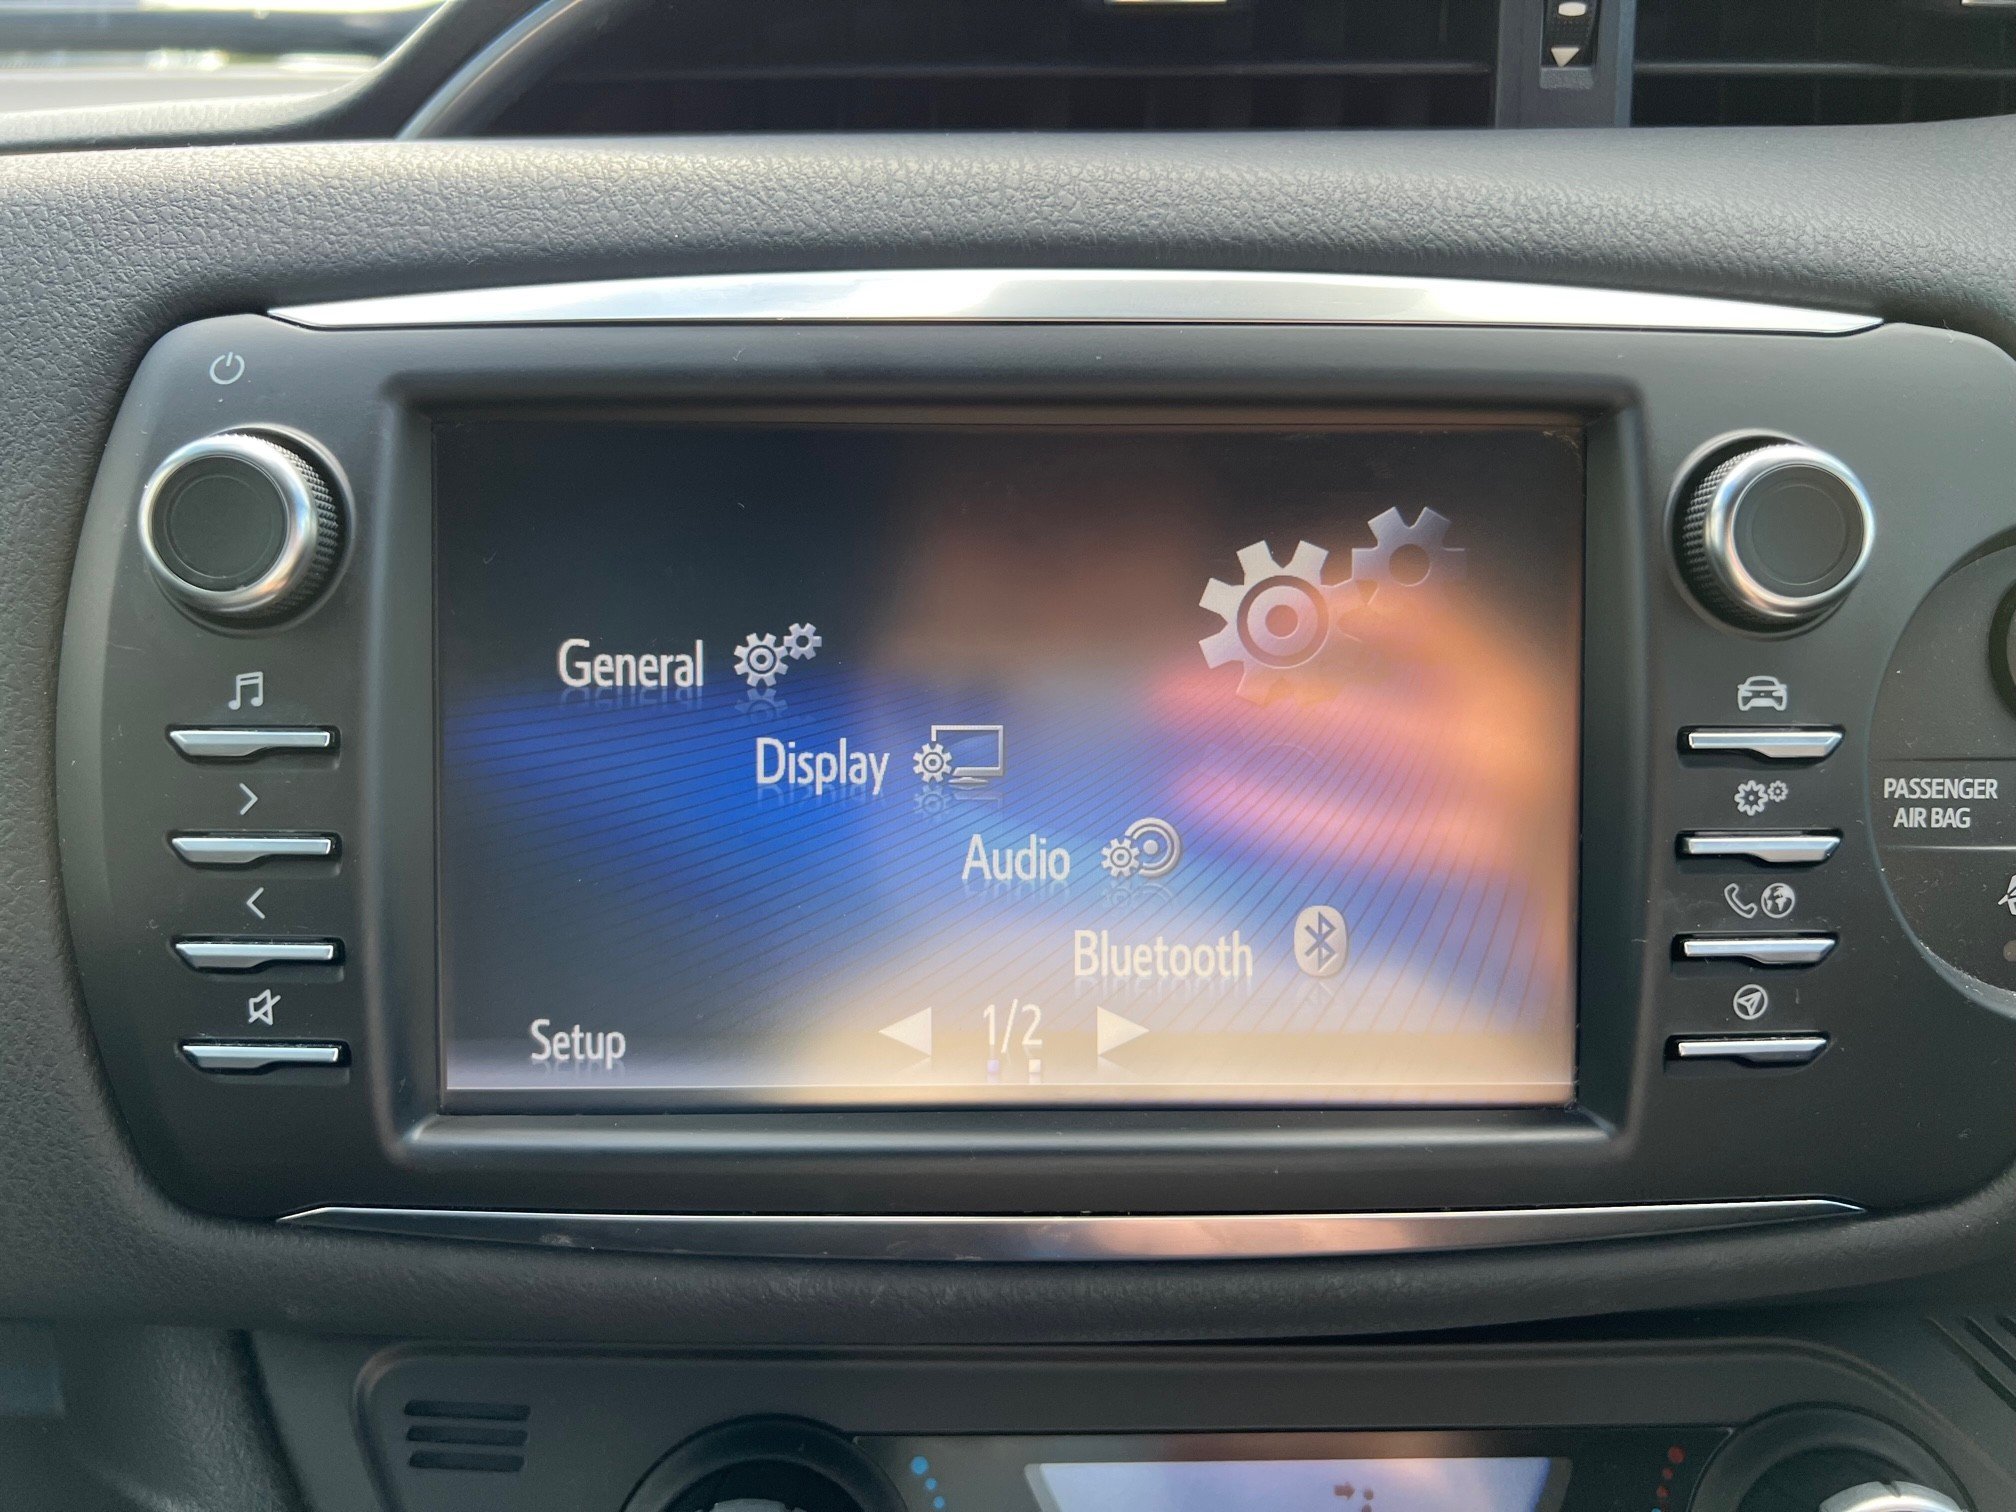 General
Display
Audio
Bluetooth
Setup
1/2
PASSENGER
AIR BAG